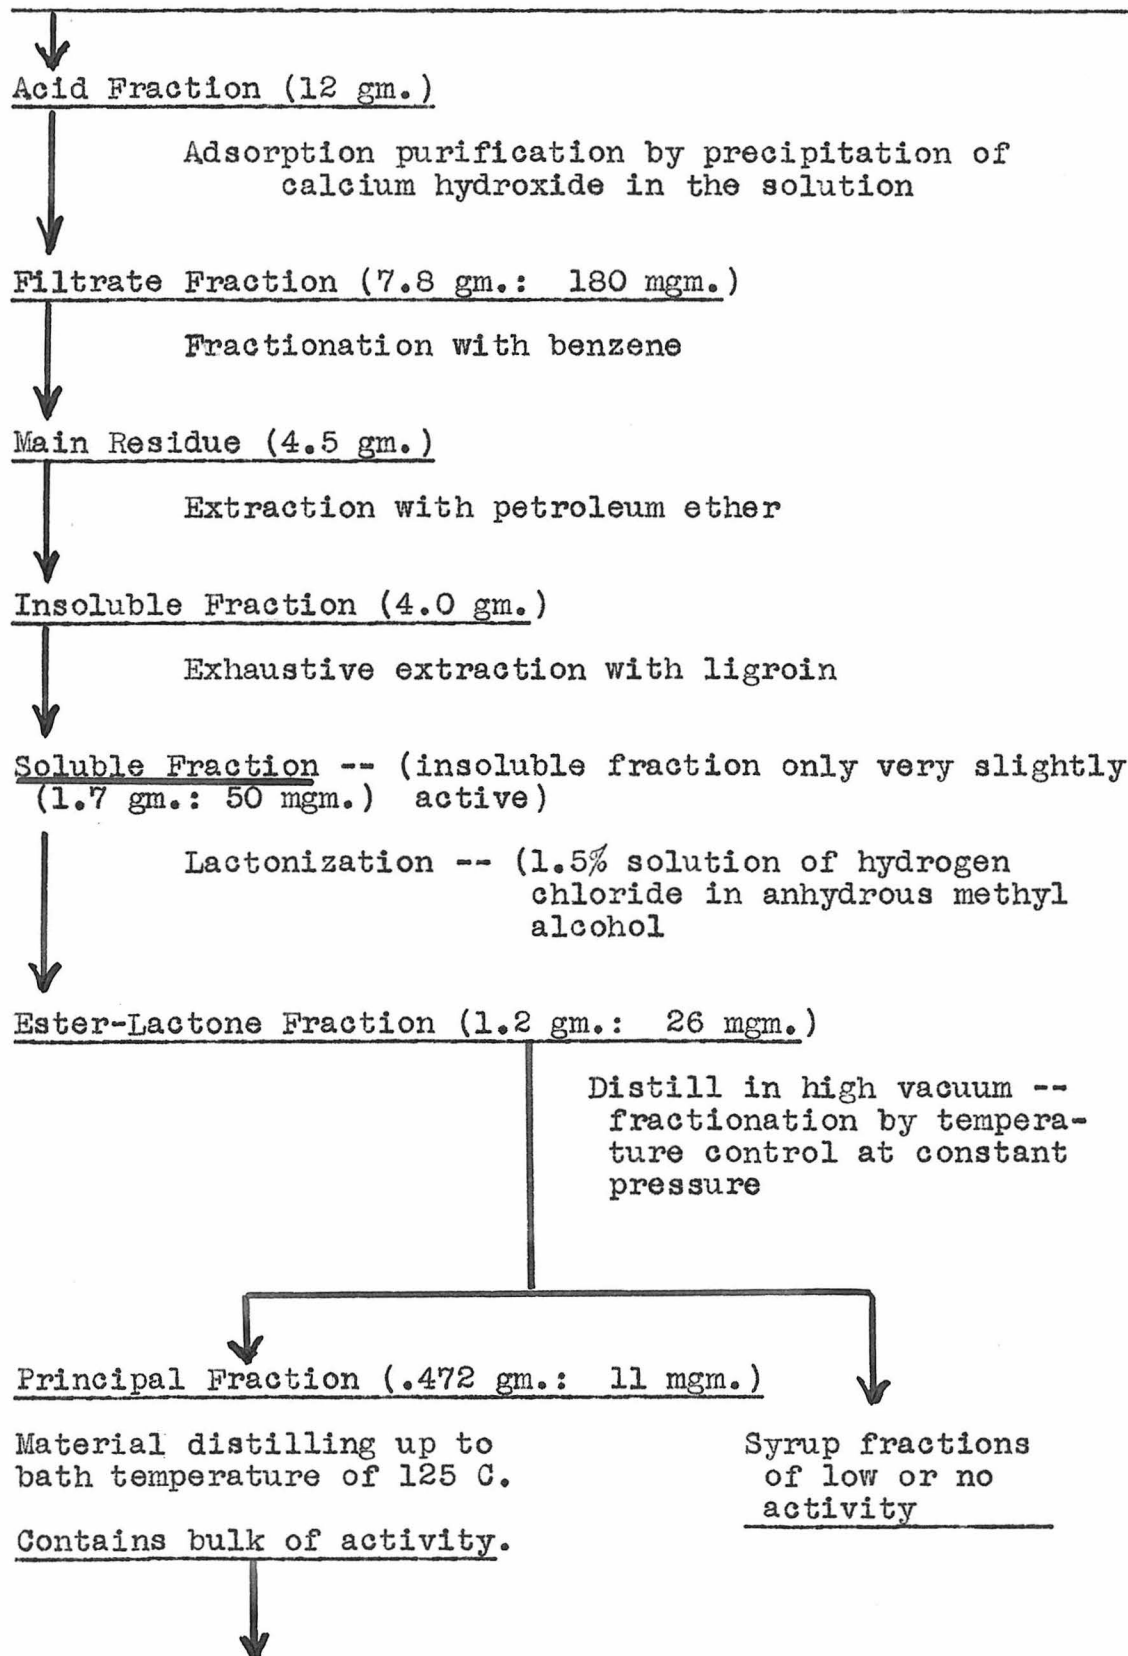 Acid Fraction (12 gm.)
Adsorption purification by precipitation of
calcium hydroxide in the solution
Filtrate Fraction (7.8 gm.: 180 mgm.)
Fractionation with benzene
Main Residue (4.5 gm.)
Extraction with petroleum ether
Insoluble Fraction (4.0 gm.)
Exhaustive extraction with ligroin
Soluble Fraction -- (insoluble fraction only very slightly
(1.7 gm.: 50 mgm.) active)
Lactonization -- (1.5% solution of hydrogen
chloride in anhydrous methyl
alcohol
Ester-Lactone Fraction (1.2 gm.: 26 mgm.)
Distill in high vacuum --
fractionation by tempera-
ture control at constant
pressure
Principal Fraction (.472 gm.: 11 mgm.)
Material distilling up to
bath temperature of 125 C.
Contains bulk of activity.
Syrup fractions
of low or no
activity